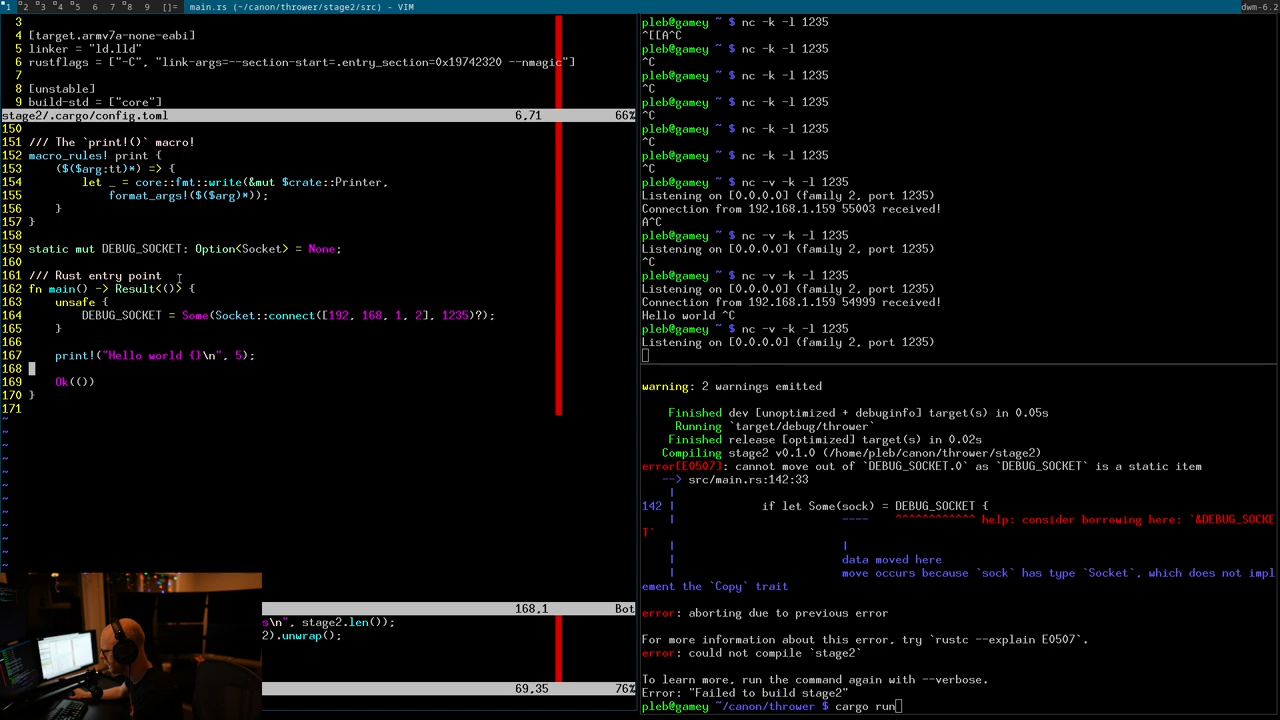 1 2 3 4 5 6 7 8 9 []= main.rs (~/canon/thrower/stage2/src) - VIM dwm-6.2
3
4 [target.armv7a-none-eabi]
5 linker = "ld.lld"
6 rustflags = ["-C", "link-args=--section-start=.entry_section=0x19742320 --nmagic"]
7
8 [unstable]
9 build-std = ["core"]
stage2/.cargo/config.toml 6,71 66%
150
151 /// The `print!()` macro!
152 macro_rules! print {
153     ($($arg:tt)*) => {
154         let _ = core::fmt::write(&mut $crate::Printer,
155             format_args!($($arg)*));
156     }
157 }
158
159 static mut DEBUG_SOCKET: Option<Socket> = None;
160
161 /// Rust entry point
162 fn main() -> Result<()> {
163     unsafe {
164         DEBUG_SOCKET = Some(Socket::connect([192, 168, 1, 2], 1235)?);
165     }
166
167     print!("Hello world {}\n", 5);
168
169     Ok(())
170 }
171
~
~
~
~
~
~
~
~
~
~
~
168,1 Bot
s\n", stage2.len());
2).unwrap();
69,35 76%
pleb@gamey ~ $ nc -k -l 1235
^[[A^C
pleb@gamey ~ $ nc -k -l 1235
^C
pleb@gamey ~ $ nc -k -l 1235
^C
pleb@gamey ~ $ nc -k -l 1235
^C
pleb@gamey ~ $ nc -k -l 1235
^C
pleb@gamey ~ $ nc -k -l 1235
^C
pleb@gamey ~ $ nc -v -k -l 1235
Listening on [0.0.0.0] (family 2, port 1235)
Connection from 192.168.1.159 55003 received!
A^C
pleb@gamey ~ $ nc -v -k -l 1235
Listening on [0.0.0.0] (family 2, port 1235)
^C
pleb@gamey ~ $ nc -v -k -l 1235
Listening on [0.0.0.0] (family 2, port 1235)
Connection from 192.168.1.159 54999 received!
Hello world ^C
pleb@gamey ~ $ nc -v -k -l 1235
Listening on [0.0.0.0] (family 2, port 1235)
warning: 2 warnings emitted
Finished dev [unoptimized + debuginfo] target(s) in 0.05s
Running `target/debug/thrower`
Finished release [optimized] target(s) in 0.02s
Compiling stage2 v0.1.0 (/home/pleb/canon/thrower/stage2)
error[E0507]: cannot move out of `DEBUG_SOCKET.0` as `DEBUG_SOCKET` is a static item
--> src/main.rs:142:33
|
142 |         if let Some(sock) = DEBUG_SOCKET {
|                     ----    ^^^^^^^^^^^^ help: consider borrowing here: `&DEBUG_SOCKE
T`
|                     |
|                     data moved here
|                     move occurs because `sock` has type `Socket`, which does not impl
ement the `Copy` trait
error: aborting due to previous error
For more information about this error, try `rustc --explain E0507`.
error: could not compile `stage2`
To learn more, run the command again with --verbose.
Error: "Failed to build stage2"
pleb@gamey ~/canon/thrower $ cargo run